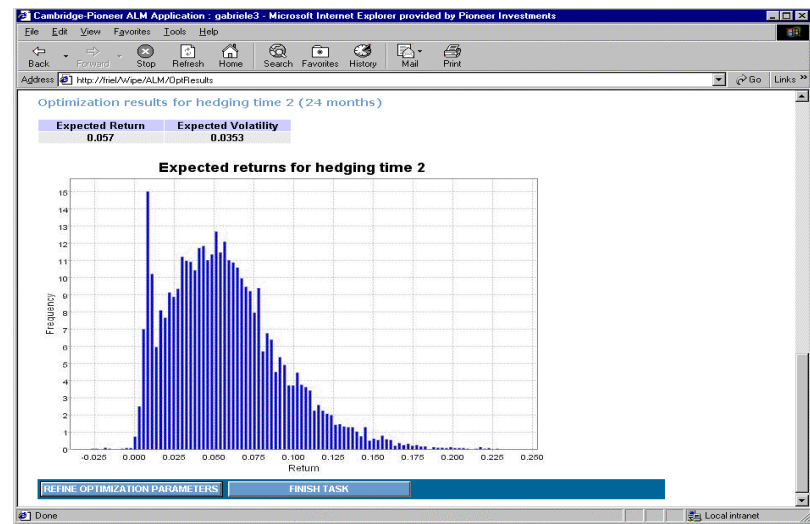 Cambridge-Pioneer ALM Application : gabriele3 - Microsoft Internet Explorer provided by Pioneer Investments
File Edit View Favorites Tools Help
Back Forward Stop Refresh Home Search Favorites History Mail Print
Address http://friel/Wipe/ALM/OptResults Go Links »
Optimization results for hedging time 2 (24 months)
Expected Return Expected Volatility
0.057 0.0353
Expected returns for hedging time 2
15
14
13
12
11
10
9
8
7
6
5
4
3
2
1
0
Frequency
-0.025 0.000 0.025 0.050 0.075 0.100 0.125 0.150 0.175 0.200 0.225 0.250
Return
REFINE OPTIMIZATION PARAMETERS FINISH TASK
Done Local intranet